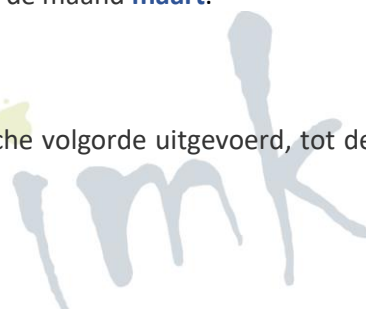 de maand maart.
che volgorde uitgevoerd, tot de
imk